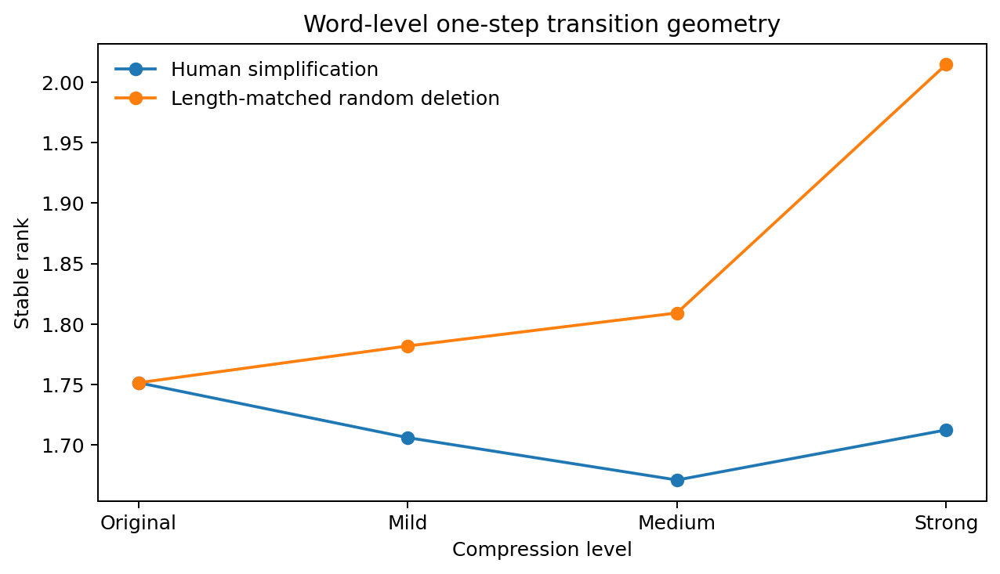 Word-level one-step transition geometry
Human simplification
Length-matched random deletion
2.00
1.95
1.90
1.85
1.80
1.75
1.70
Stable rank
Original Mild Medium Strong
Compression level